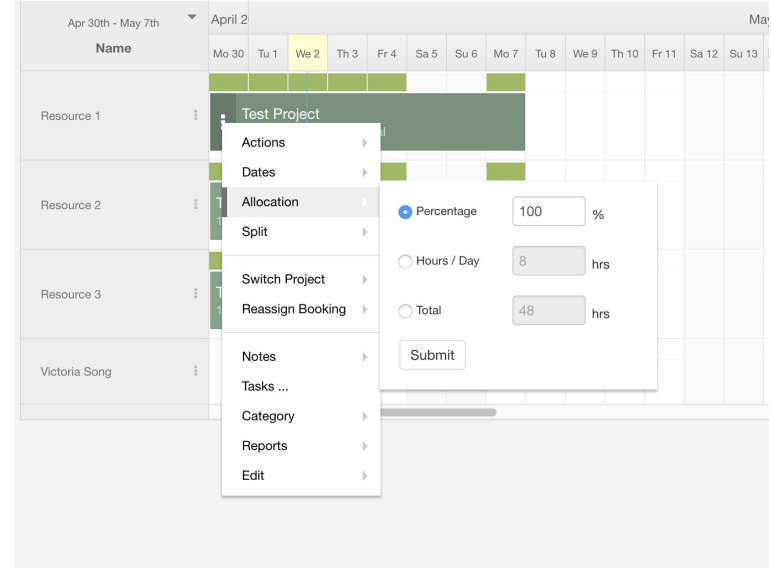 Apr 30th - May 7th
Name
April 2
May
Mo 30 Tu 1 We 2 Th 3 Fr 4 Sa 5 Su 6 Mo 7 Tu 8 We 9 Th 10 Fr 11 Sa 12 Su 13
Resource 1
Test Project
al
Actions
Dates
Resource 2
T
1
Allocation
Percentage 100 %
Split
Hours / Day 8 hrs
Switch Project
Resource 3
T
1
Reassign Booking
Total 48 hrs
Submit
Notes
Victoria Song
Tasks ...
Category
Reports
Edit